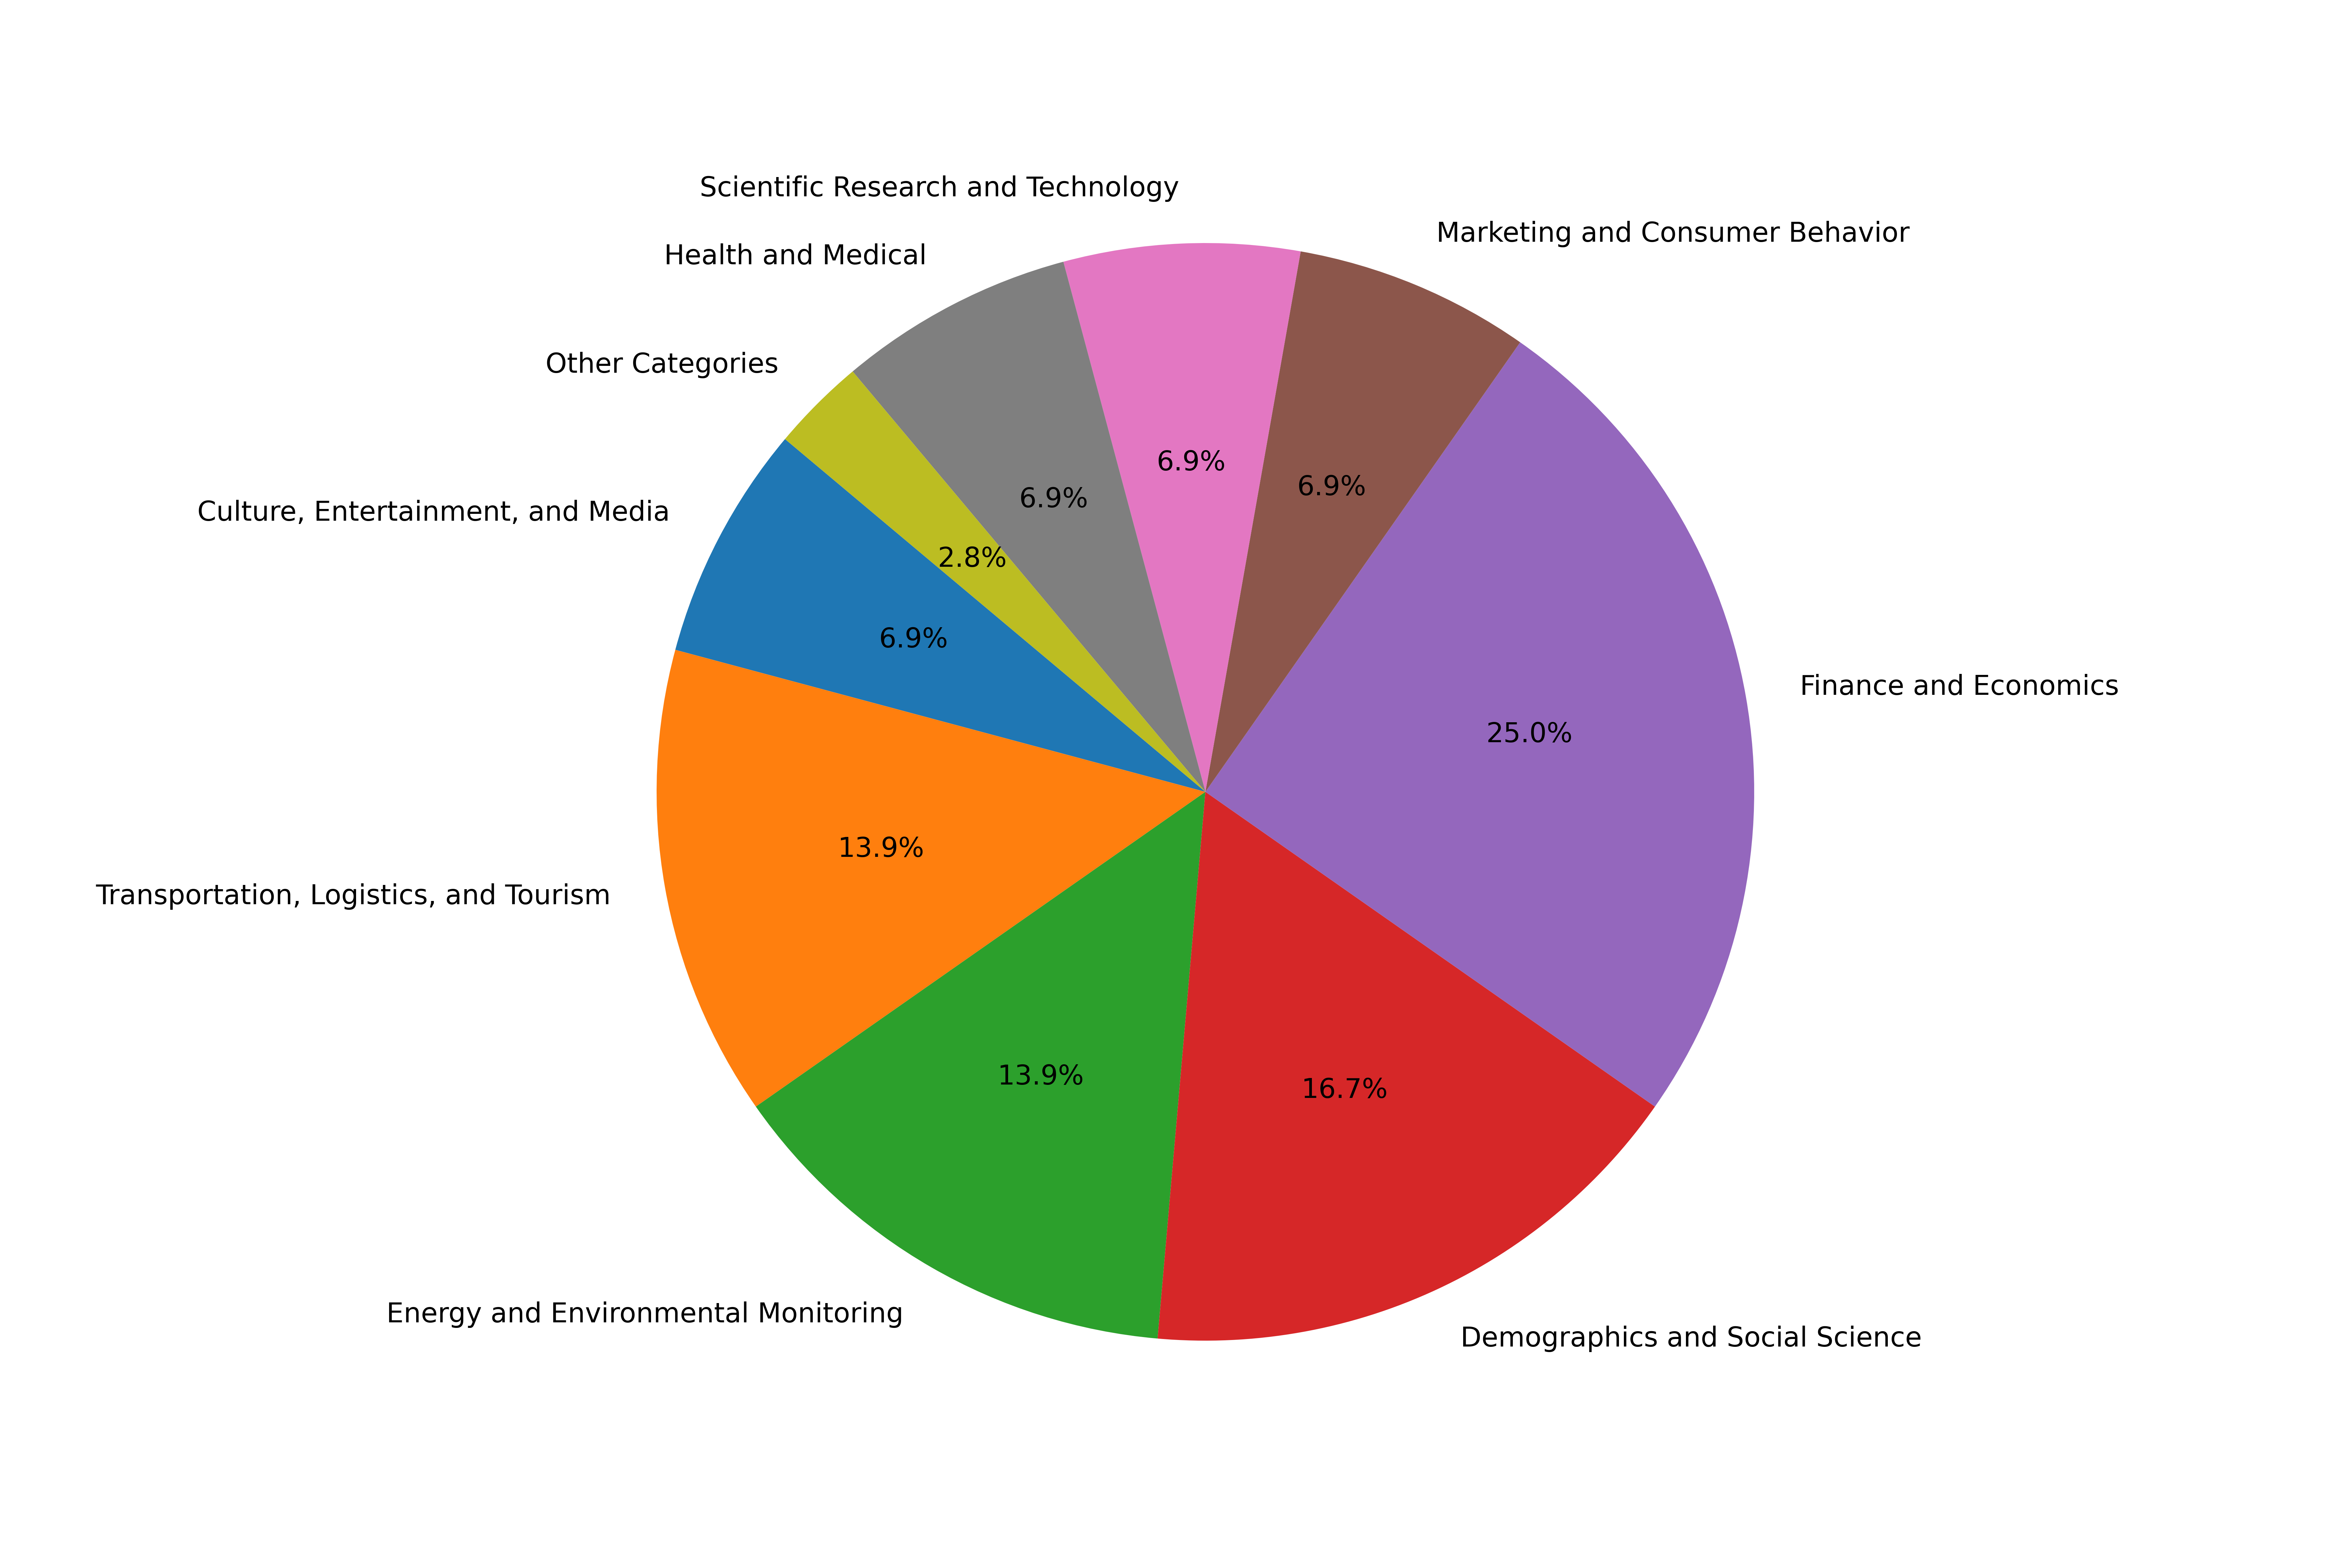 Scientific Research and Technology
Marketing and Consumer Behavior
Health and Medical
Other Categories
6.9%
6.9%
6.9%
Culture, Entertainment, and Media
2.8%
6.9%
Finance and Economics
25.0%
13.9%
Transportation, Logistics, and Tourism
13.9%
16.7%
Energy and Environmental Monitoring
Demographics and Social Science